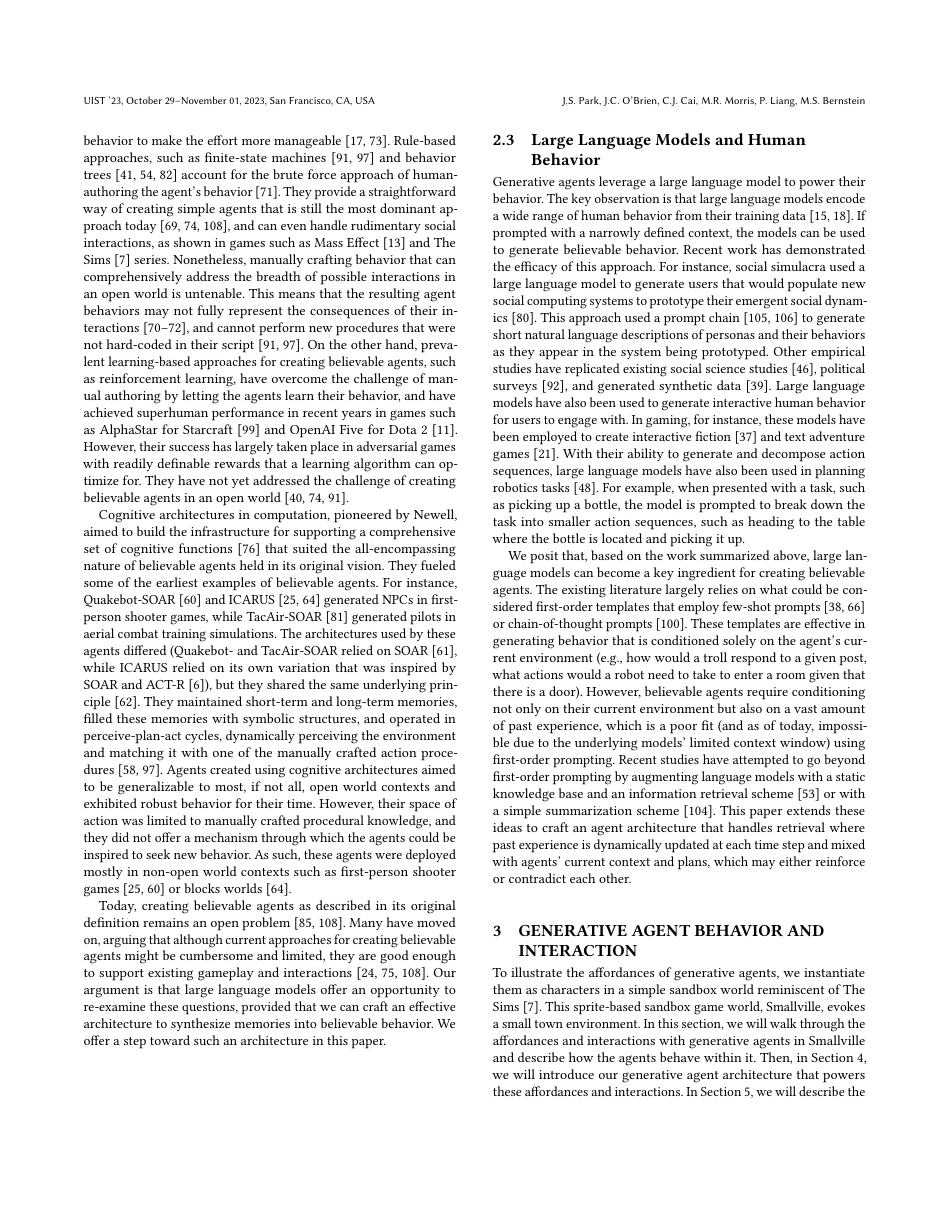 UIST '23, October 29–November 01, 2023, San Francisco, CA, USA
J.S. Park, J.C. O'Brien, C.J. Cai, M.R. Morris, P. Liang, M.S. Bernstein
behavior to make the effort more manageable [17, 73]. Rule-based
approaches, such as finite-state machines [91, 97] and behavior
trees [41, 54, 82] account for the brute force approach of human-
authoring the agent's behavior [71]. They provide a straightforward
way of creating simple agents that is still the most dominant ap-
proach today [69, 74, 108], and can even handle rudimentary social
interactions, as shown in games such as Mass Effect [13] and The
Sims [7] series. Nonetheless, manually crafting behavior that can
comprehensively address the breadth of possible interactions in
an open world is untenable. This means that the resulting agent
behaviors may not fully represent the consequences of their in-
teractions [70–72], and cannot perform new procedures that were
not hard-coded in their script [91, 97]. On the other hand, preva-
lent learning-based approaches for creating believable agents, such
as reinforcement learning, have overcome the challenge of man-
ual authoring by letting the agents learn their behavior, and have
achieved superhuman performance in recent years in games such
as AlphaStar for Starcraft [99] and OpenAI Five for Dota 2 [11].
However, their success has largely taken place in adversarial games
with readily definable rewards that a learning algorithm can op-
timize for. They have not yet addressed the challenge of creating
believable agents in an open world [40, 74, 91].
Cognitive architectures in computation, pioneered by Newell,
aimed to build the infrastructure for supporting a comprehensive
set of cognitive functions [76] that suited the all-encompassing
nature of believable agents held in its original vision. They fueled
some of the earliest examples of believable agents. For instance,
Quakebot-SOAR [60] and ICARUS [25, 64] generated NPCs in first-
person shooter games, while TacAir-SOAR [81] generated pilots in
aerial combat training simulations. The architectures used by these
agents differed (Quakebot- and TacAir-SOAR relied on SOAR [61],
while ICARUS relied on its own variation that was inspired by
SOAR and ACT-R [6]), but they shared the same underlying prin-
ciple [62]. They maintained short-term and long-term memories,
filled these memories with symbolic structures, and operated in
perceive-plan-act cycles, dynamically perceiving the environment
and matching it with one of the manually crafted action proce-
dures [58, 97]. Agents created using cognitive architectures aimed
to be generalizable to most, if not all, open world contexts and
exhibited robust behavior for their time. However, their space of
action was limited to manually crafted procedural knowledge, and
they did not offer a mechanism through which the agents could be
inspired to seek new behavior. As such, these agents were deployed
mostly in non-open world contexts such as first-person shooter
games [25, 60] or blocks worlds [64].
Today, creating believable agents as described in its original
definition remains an open problem [85, 108]. Many have moved
on, arguing that although current approaches for creating believable
agents might be cumbersome and limited, they are good enough
to support existing gameplay and interactions [24, 75, 108]. Our
argument is that large language models offer an opportunity to
re-examine these questions, provided that we can craft an effective
architecture to synthesize memories into believable behavior. We
offer a step toward such an architecture in this paper.
2.3 Large Language Models and Human
Behavior
Generative agents leverage a large language model to power their
behavior. The key observation is that large language models encode
a wide range of human behavior from their training data [15, 18]. If
prompted with a narrowly defined context, the models can be used
to generate believable behavior. Recent work has demonstrated
the efficacy of this approach. For instance, social simulacra used a
large language model to generate users that would populate new
social computing systems to prototype their emergent social dynam-
ics [80]. This approach used a prompt chain [105, 106] to generate
short natural language descriptions of personas and their behaviors
as they appear in the system being prototyped. Other empirical
studies have replicated existing social science studies [46], political
surveys [92], and generated synthetic data [39]. Large language
models have also been used to generate interactive human behavior
for users to engage with. In gaming, for instance, these models have
been employed to create interactive fiction [37] and text adventure
games [21]. With their ability to generate and decompose action
sequences, large language models have also been used in planning
robotics tasks [48]. For example, when presented with a task, such
as picking up a bottle, the model is prompted to break down the
task into smaller action sequences, such as heading to the table
where the bottle is located and picking it up.
We posit that, based on the work summarized above, large lan-
guage models can become a key ingredient for creating believable
agents. The existing literature largely relies on what could be con-
sidered first-order templates that employ few-shot prompts [38, 66]
or chain-of-thought prompts [100]. These templates are effective in
generating behavior that is conditioned solely on the agent's cur-
rent environment (e.g., how would a troll respond to a given post,
what actions would a robot need to take to enter a room given that
there is a door). However, believable agents require conditioning
not only on their current environment but also on a vast amount
of past experience, which is a poor fit (and as of today, impossi-
ble due to the underlying models' limited context window) using
first-order prompting. Recent studies have attempted to go beyond
first-order prompting by augmenting language models with a static
knowledge base and an information retrieval scheme [53] or with
a simple summarization scheme [104]. This paper extends these
ideas to craft an agent architecture that handles retrieval where
past experience is dynamically updated at each time step and mixed
with agents' current context and plans, which may either reinforce
or contradict each other.
3 GENERATIVE AGENT BEHAVIOR AND
INTERACTION
To illustrate the affordances of generative agents, we instantiate
them as characters in a simple sandbox world reminiscent of The
Sims [7]. This sprite-based sandbox game world, Smallville, evokes
a small town environment. In this section, we will walk through the
affordances and interactions with generative agents in Smallville
and describe how the agents behave within it. Then, in Section 4,
we will introduce our generative agent architecture that powers
these affordances and interactions. In Section 5, we will describe the